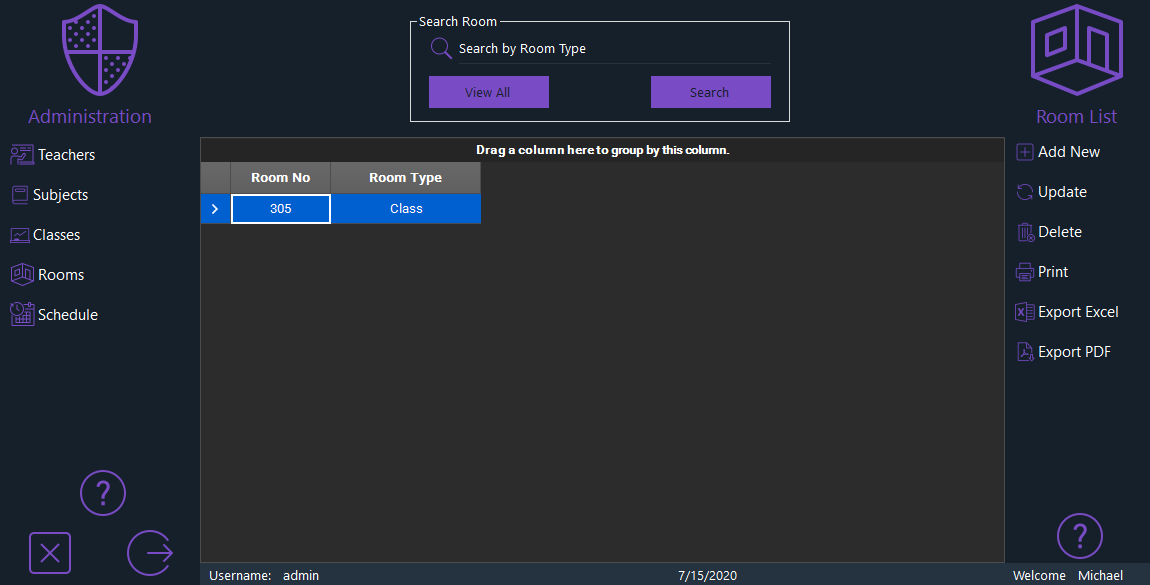 Administration
Teachers
Subjects
Classes
Rooms
Schedule
?
Search Room
Search by Room Type
View All
Search
Drag a column here to group by this column.
Room No
Room Type
305
Class
Room List
Add New
Update
Delete
Print
Export Excel
Export PDF
?
Username: admin
7/15/2020
Welcome Michael